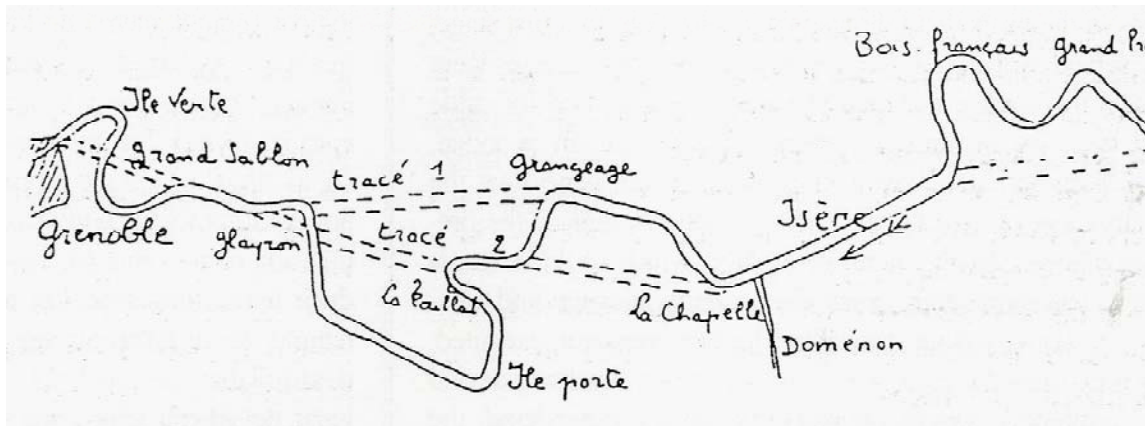 Bois français grand
Ile verte
grand Sablon
tracé 1
grangeage
Grenoble
glayron
tracé 2
Isère
la Chapelle
Doménon
Ile porte